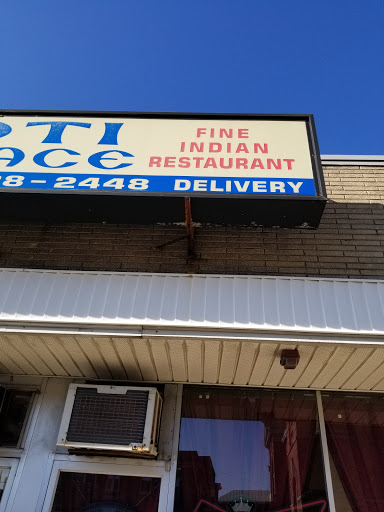 FINE
INDIAN
RESTAURANT
2448 DELIVERY